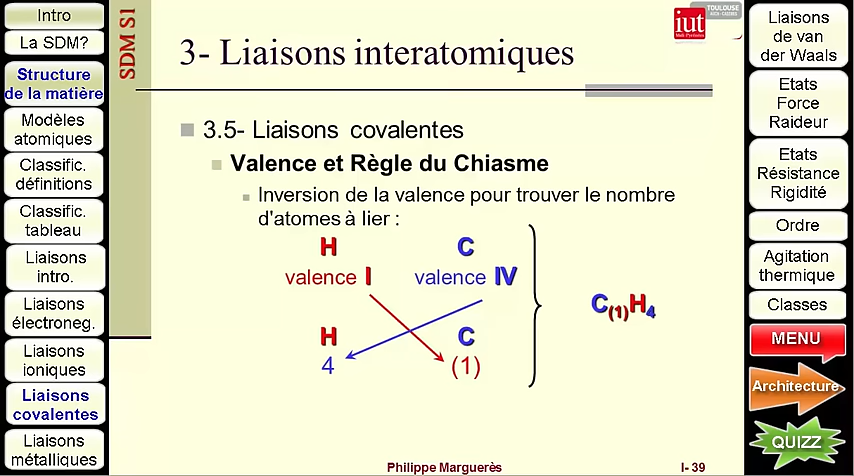 Intro
La SDM?
Structure
de la matière
Modèles
atomiques
Classific.
définitions
Classific.
tableau
Liaisons
intro.
Liaisons
électroneg.
Liaisons
ioniques
Liaisons
covalentes
Liaisons
métalliques
SDM S1
3- Liaisons interatomiques
iut
TOULOUSE
3.5- Liaisons covalentes
Valence et Règle du Chiasme
Inversion de la valence pour trouver le nombre
d'atomes à lier :
H C
valence I valence IV
C(1)H4
H C
4 (1)
Philippe Marguerès I- 39
Liaisons
de van
der Waals
Etats
Force
Raideur
Etats
Résistance
Rigidité
Ordre
Agitation
thermique
Classes
MENU
Architecture
QUIZZ